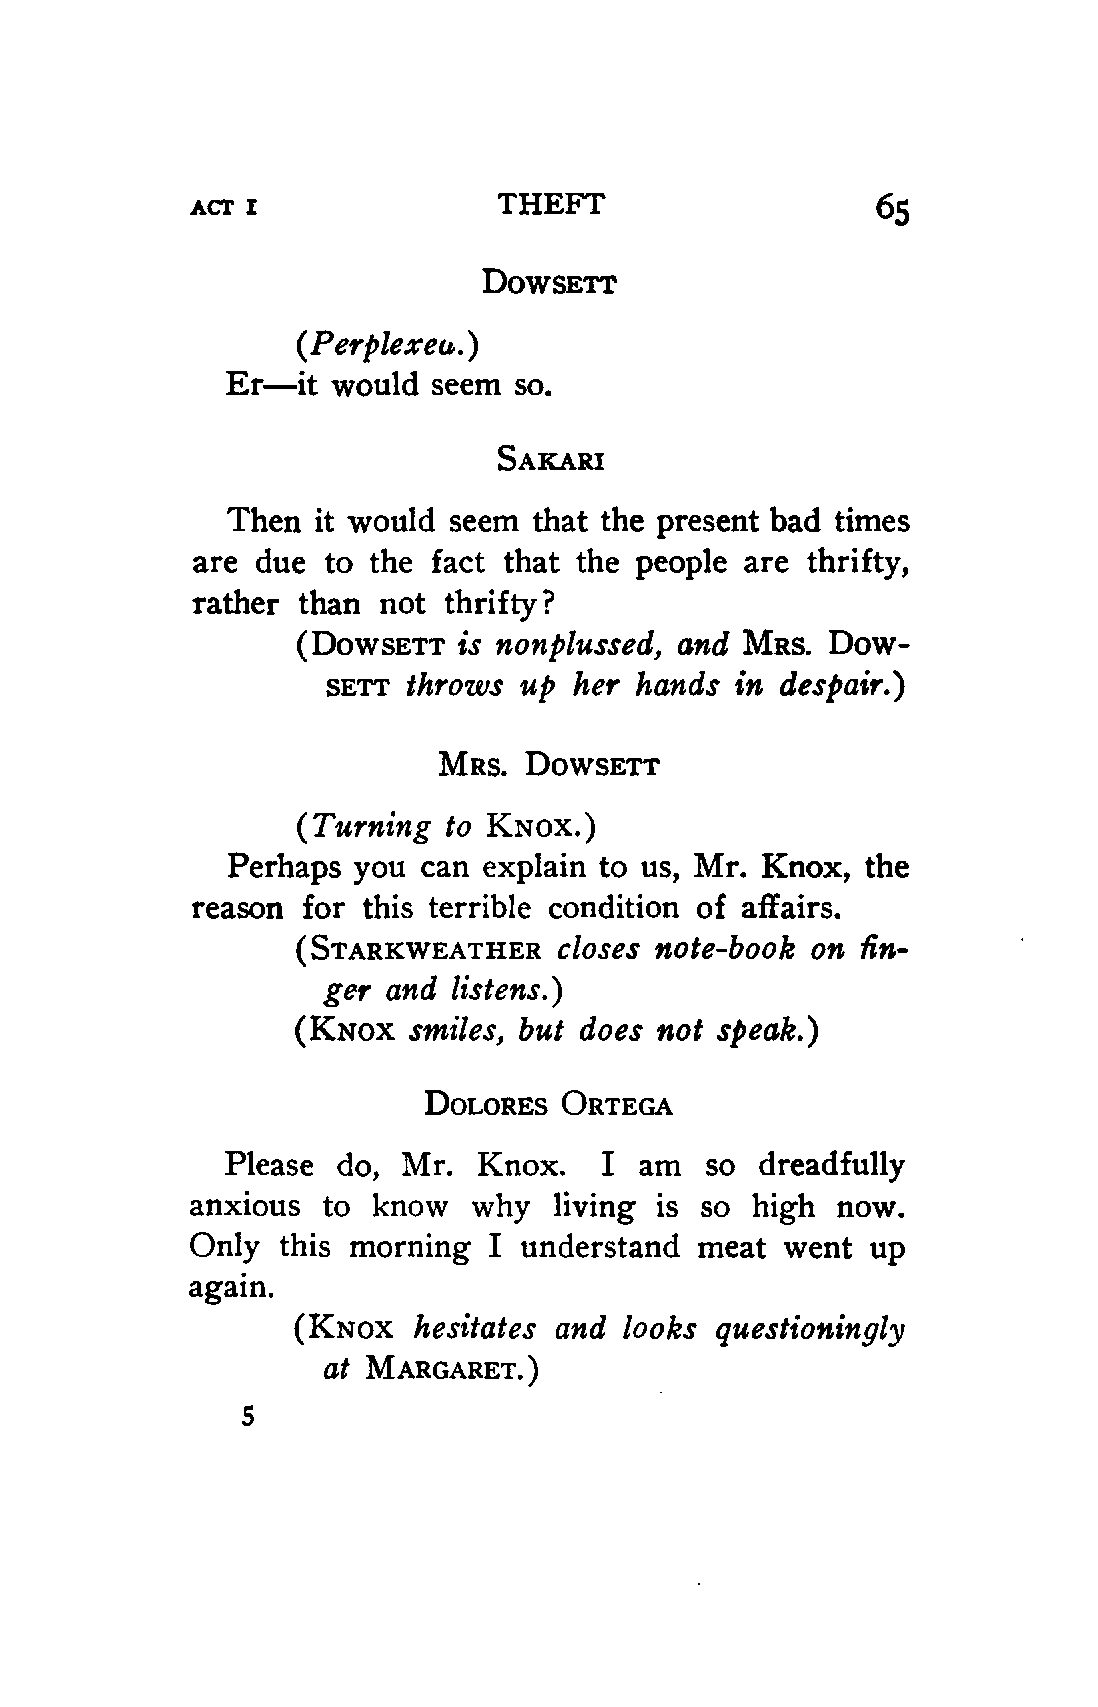 ACT I THEFT 65
DOWSETT
(Perplexed.)
Er—it would seem so.
SAKARI
Then it would seem that the present bad times
are due to the fact that the people are thrifty,
rather than not thrifty?
(DOWSETT is nonplussed, and MRS. DOW-
SETT throws up her hands in despair.)
MRS. DOWSETT
(Turning to KNOX.)
Perhaps you can explain to us, Mr. Knox, the
reason for this terrible condition of affairs.
(STARKWEATHER closes note-book on fin-
ger and listens.)
(KNOX smiles, but does not speak.)
DOLORES ORTEGA
Please do, Mr. Knox. I am so dreadfully
anxious to know why living is so high now.
Only this morning I understand meat went up
again.
(KNOX hesitates and looks questioningly
at MARGARET.)
5